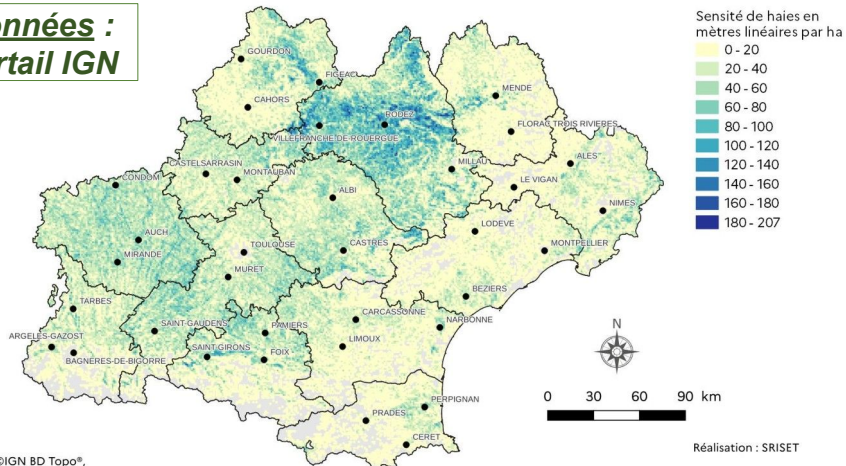 onnées :
rtail IGN
Sensité de haies en
mètres linéaires par ha
0 - 20
20 - 40
40 - 60
60 - 80
80 - 100
100 - 120
120 - 140
140 - 160
160 - 180
180 - 207
GOURDON
FIGEAC
CAHORS
MENDE
RODEZ
FLORAC TROIS RIVIERES
VILLEFRANCHE-DE-ROUERGUE
ALES
CASTELSARRASIN
MILLAU
MONTAUBAN
CONDOM
LE VIGAN
ALBI
NIMES
AUCH
LODEVE
TOULOUSE
CASTRES
MONTPELLIER
MIRANDE
MURET
BEZIERS
TARBES
CARCASSONNE
SAINT-GAUDENS
PAMIERS
NARBONNE
ARGELES-GAZOST
SAINT-GIRONS
LIMOUX
BAGNERES-DE-BIGORRE
FOIX
PERPIGNAN
PRADES
CERET
N
0 30 60 90 km
Réalisation : SRISET
©IGN BD Topo®,